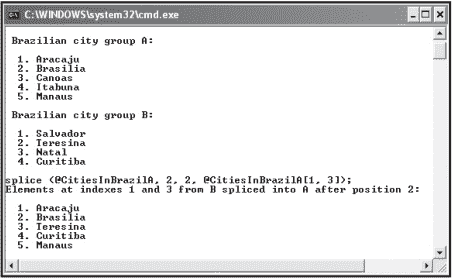 C:\WINDOWS\system32\cmd.exe
Brazilian city group A:
1. Aracaju
2. Brasilia
3. Canoas
4. Itabuna
5. Manaus
Brazilian city group B:
1. Salvador
2. Teresina
3. Natal
4. Curitiba
splice (@CitiesInBrazilA, 2, 2, @CitiesInBrazilA[1, 3]);
Elements at indexes 1 and 3 from B spliced into A after position 2:
1. Aracaju
2. Brasilia
3. Teresina
4. Curitiba
5. Manaus